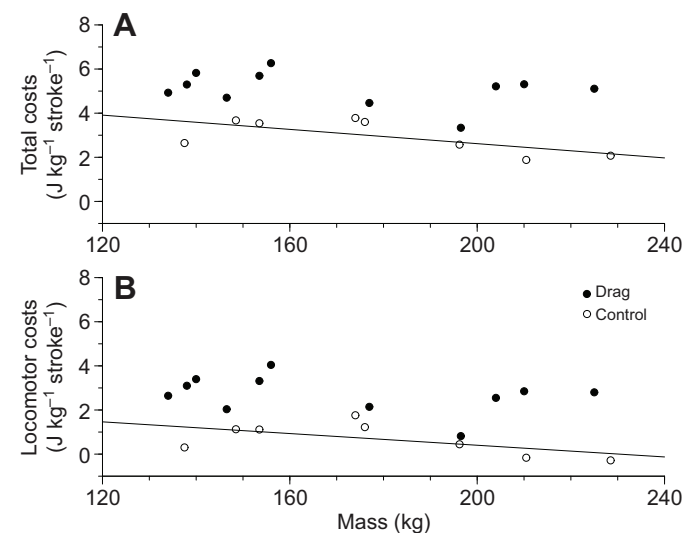 A
8
6
4
2
0
Total costs
(J kg⁻¹ stroke⁻¹)
120
160
200
240
B
8
6
4
2
0
Locomotor costs
(J kg⁻¹ stroke⁻¹)
Drag
Control
120
160
200
240
Mass (kg)